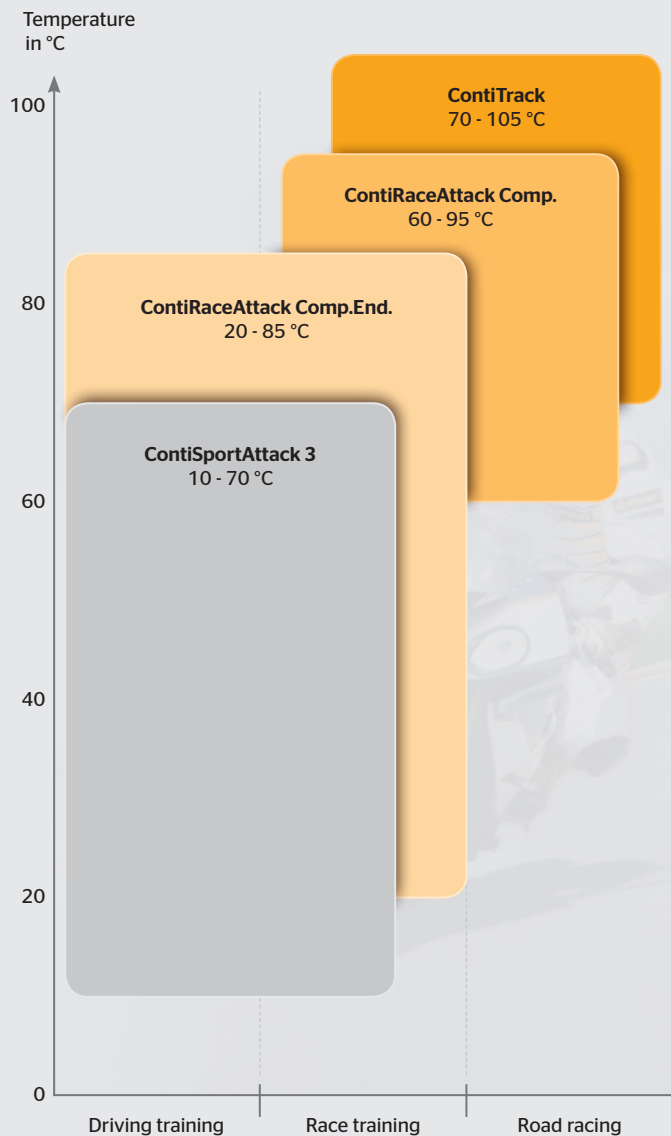 Temperature
in °C
100
ContiTrack
70 - 105 °C
ContiRaceAttack Comp.
60 - 95 °C
80
ContiRaceAttack Comp.End.
20 - 85 °C
ContiSportAttack 3
10 - 70 °C
60
40
20
0
Driving training
Race training
Road racing